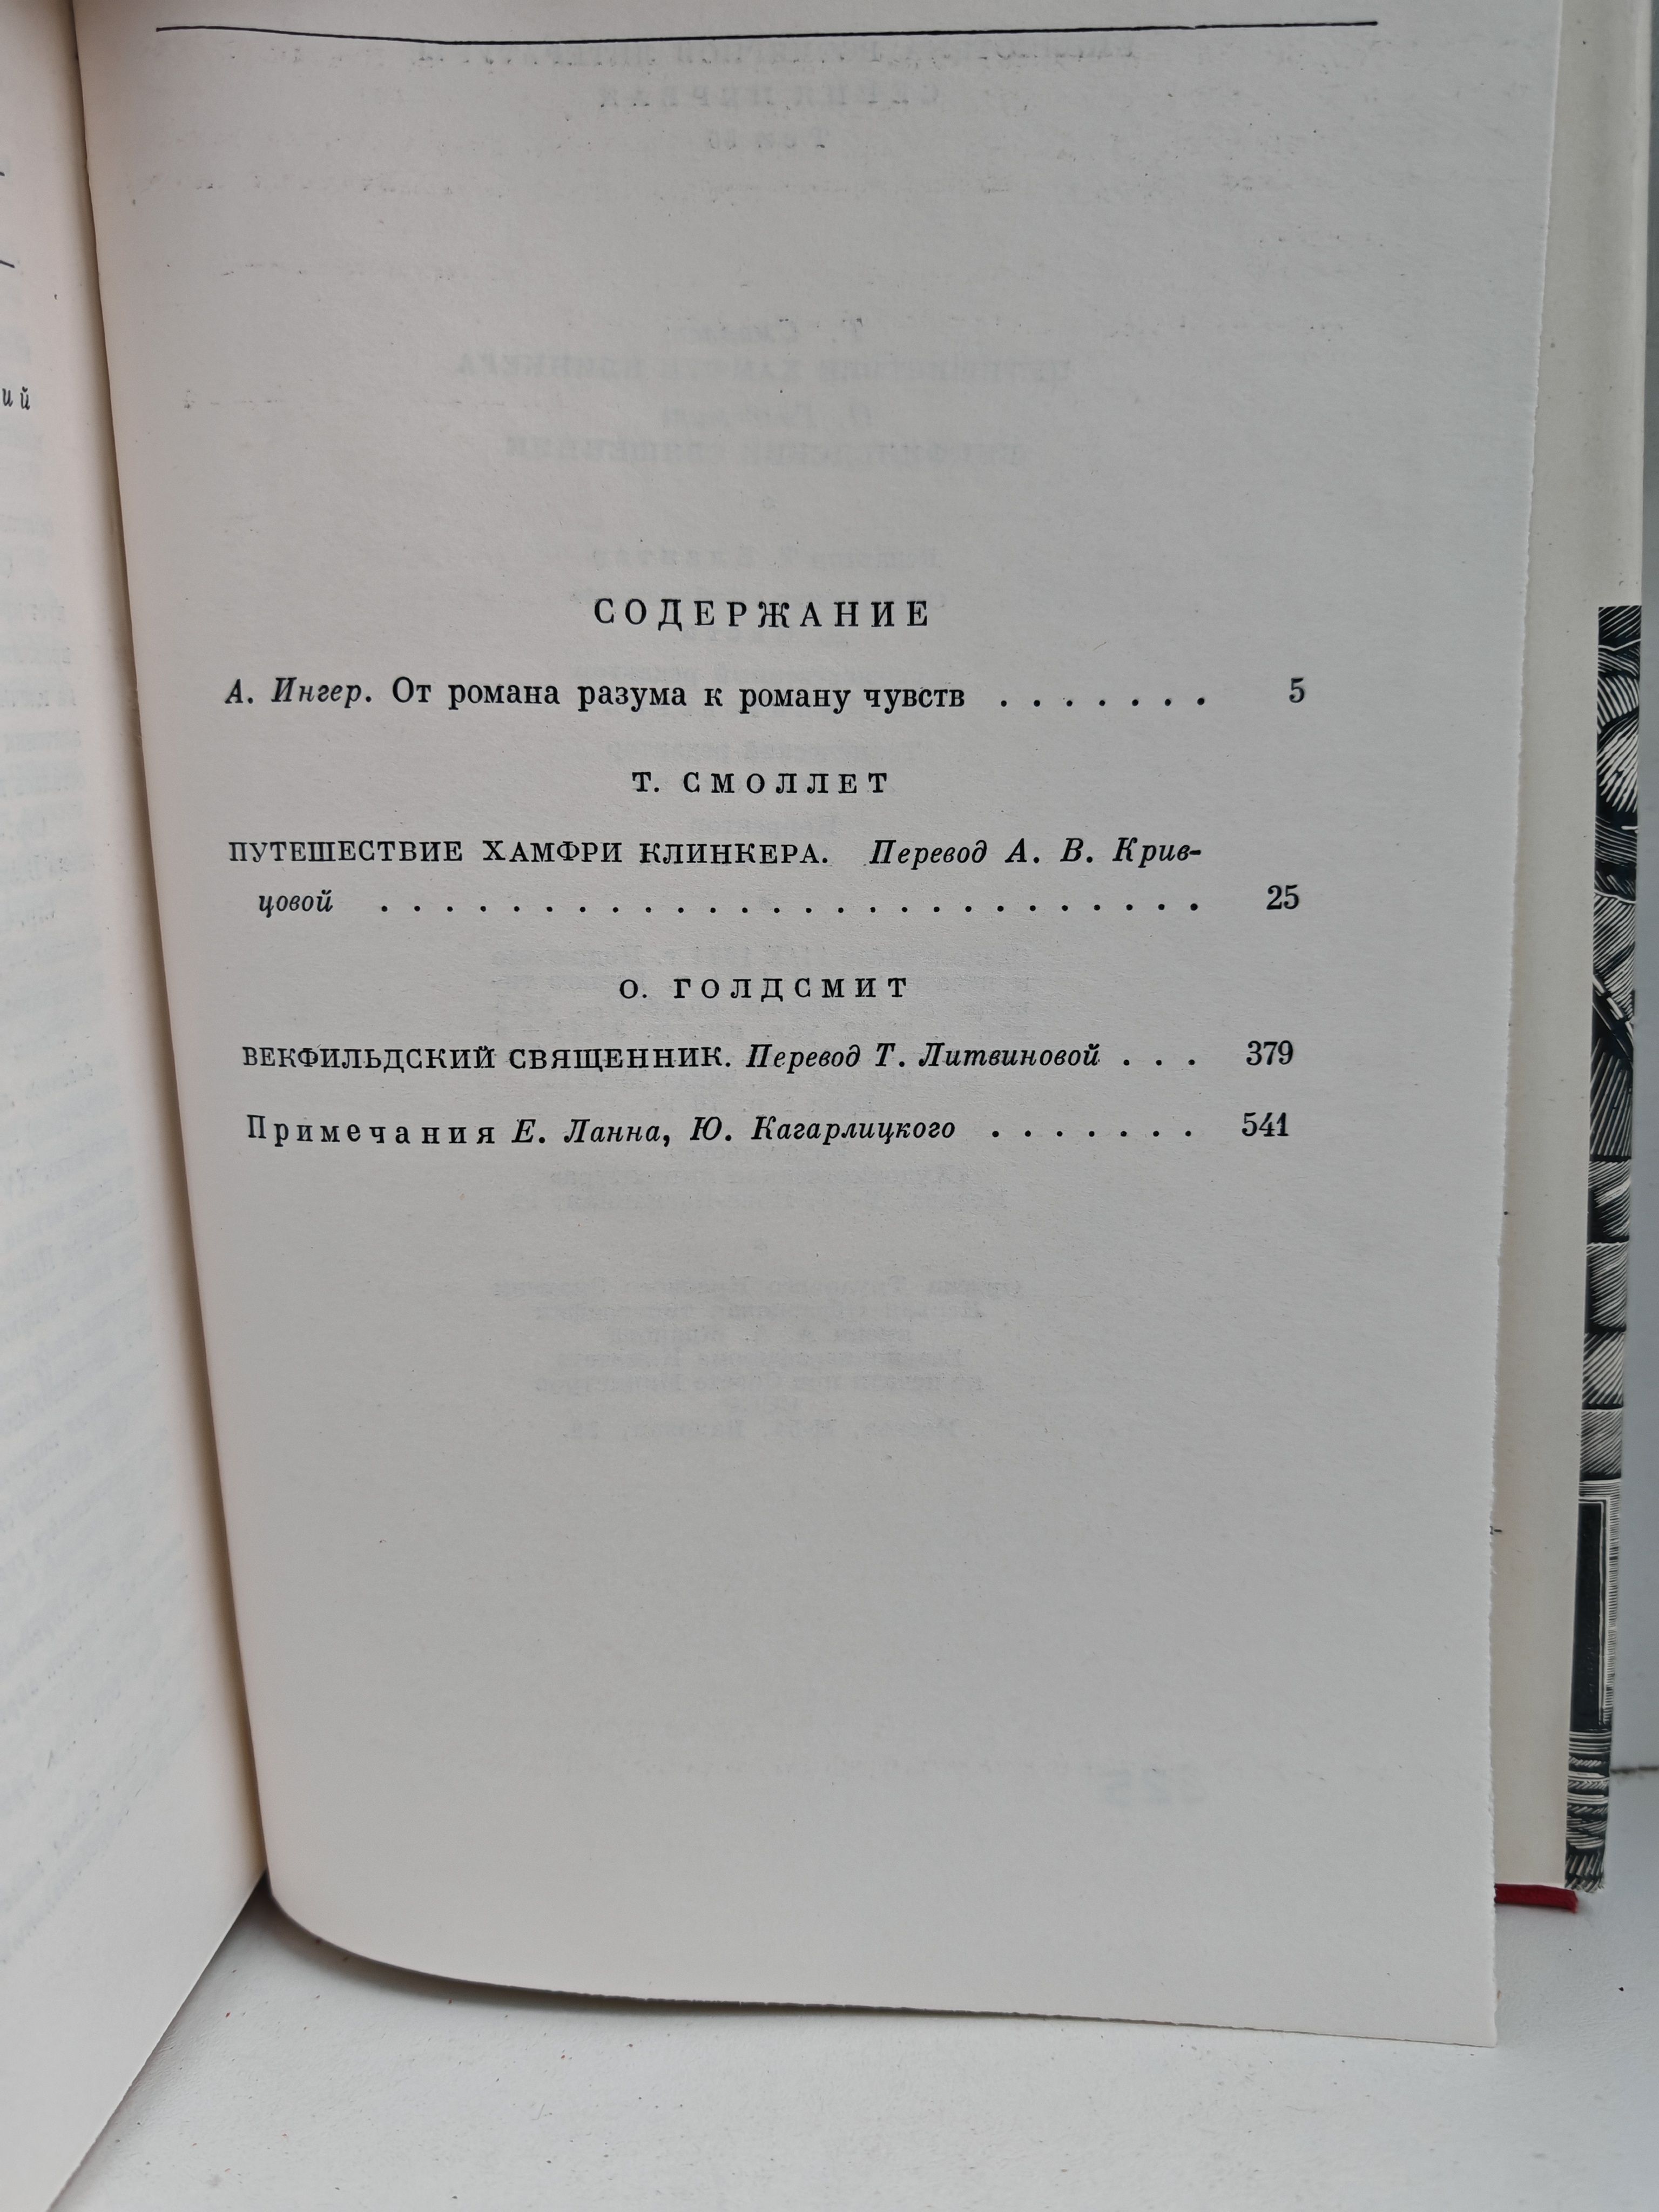 ий
СОДЕРЖАНИЕ
А. Ингер. От романа разума к роману чувств . . . . . . . 5
Т. СМОЛЛЕТ
ПУТЕШЕСТВИЕ ХАМФРИ КЛИНКЕРА. Перевод А. В. Крив-
цовой . . . . . . . . . . . . . . . . . . . . . . . . . . 25
О. ГОЛДСМИТ
ВЕКФИЛЬДСКИЙ СВЯЩЕННИК. Перевод Т. Литвиновой . . . 379
Примечания Е. Ланна, Ю. Кагарлицкого . . . . . . . 541